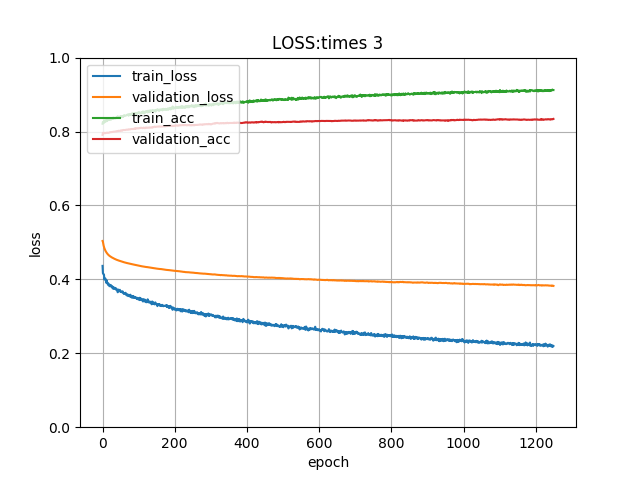 LOSS:times 3
1.0
0.8
0.6
0.4
0.2
0.0
loss
train_loss
validation_loss
train_acc
validation_acc
0 200 400 600 800 1000 1200
epoch